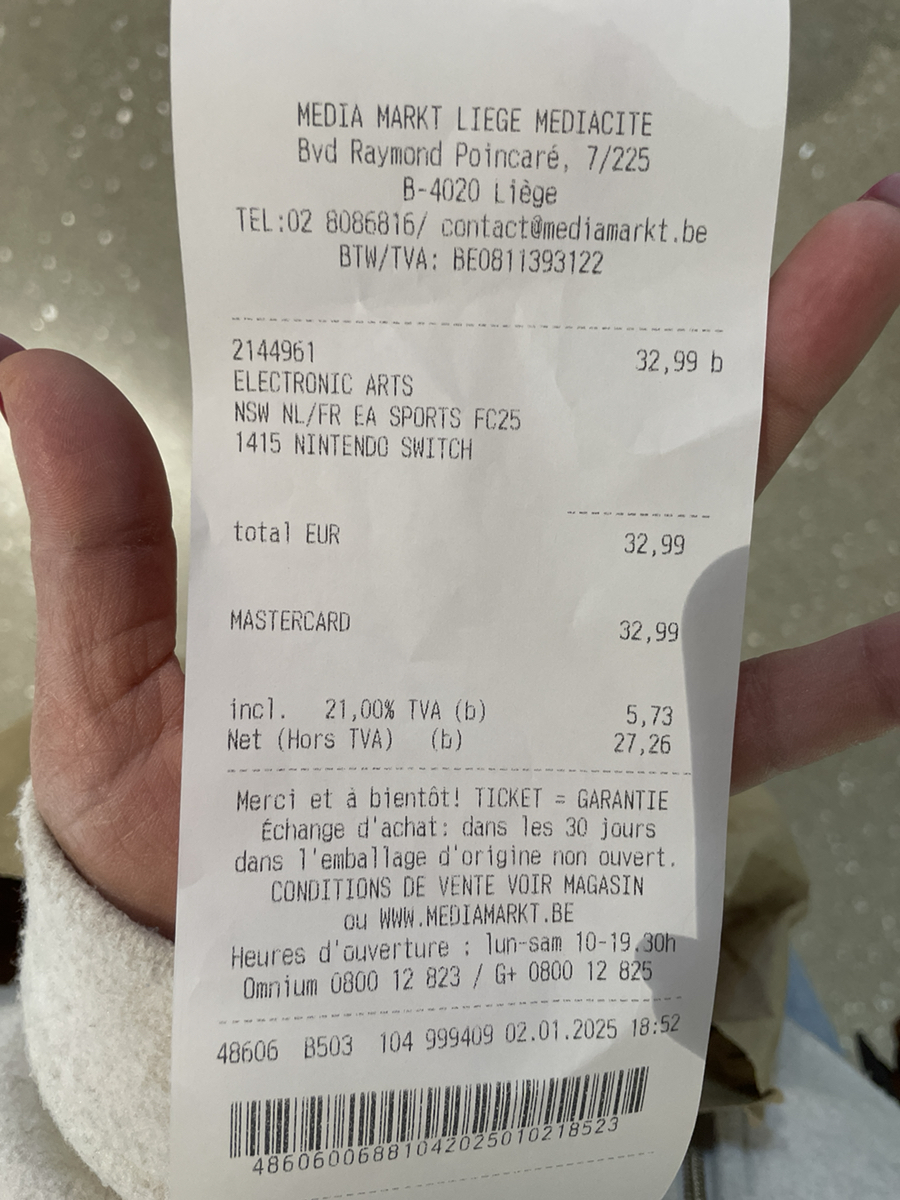 MEDIA MARKT LIEGE MEDIACITE
Bvd Raymond Poincaré, 7/225
B-4020 Liège
TEL:02 8086816/ contact@mediamarkt.be
BTW/TVA: BE0811393122
2144961 32,99 b
ELECTRONIC ARTS
NSW NL/FR EA SPORTS FC25
1415 NINTENDO SWITCH
total EUR 32,99
MASTERCARD 32,99
incl. 21,00% TVA (b) 5,73
Net (Hors TVA) (b) 27,26
Merci et à bientôt! TICKET = GARANTIE
Échange d'achat: dans les 30 jours
dans l'emballage d'origine non ouvert.
CONDITIONS DE VENTE VOIR MAGASIN
ou WWW.MEDIAMARKT.BE
Heures d'ouverture : lun-sam 10-19.30h
Omnium 0800 12 823 / G+ 0800 12 825
48606 B503 104 999409 02.01.2025 18:52
48606006881042025010218523